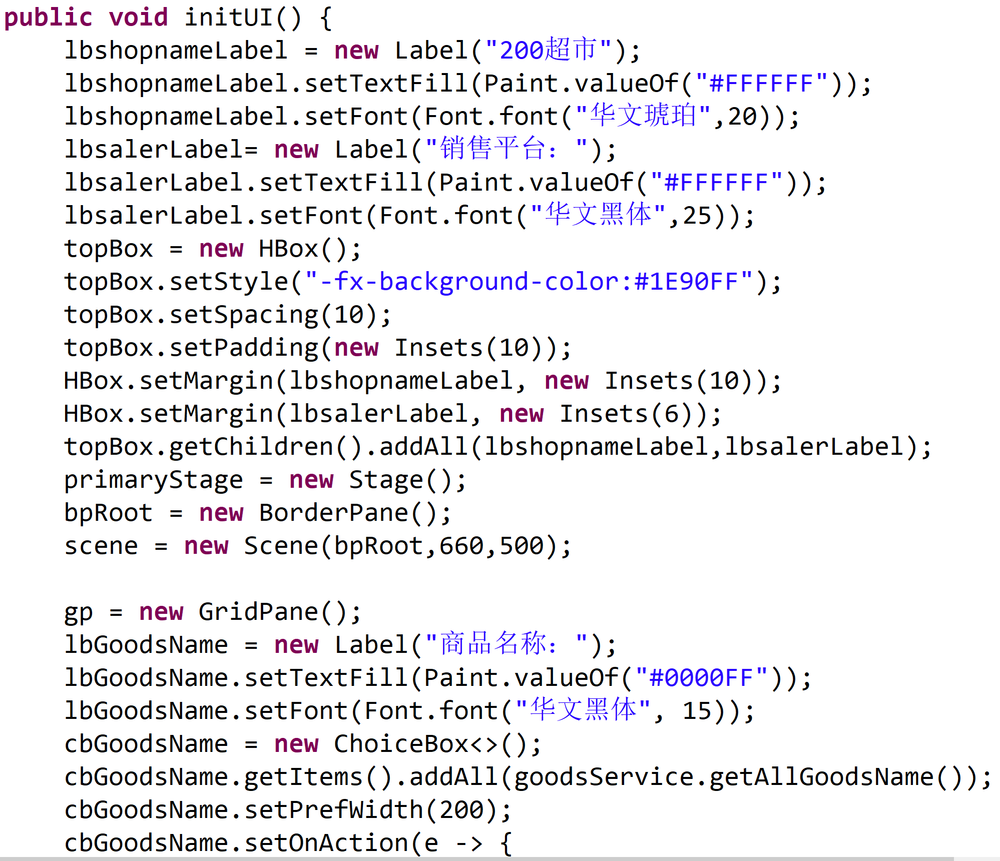 public void initUI() {
lbshopnameLabel = new Label("200超市");
lbshopnameLabel.setTextFill(Paint.valueOf("#FFFFFF"));
lbshopnameLabel.setFont(Font.font("华文琥珀",20));
lbsalerLabel= new Label("销售平台：");
lbsalerLabel.setTextFill(Paint.valueOf("#FFFFFF"));
lbsalerLabel.setFont(Font.font("华文黑体",25));
topBox = new HBox();
topBox.setStyle("-fx-background-color:#1E90FF");
topBox.setSpacing(10);
topBox.setPadding(new Insets(10));
HBox.setMargin(lbshopnameLabel, new Insets(10));
HBox.setMargin(lbsalerLabel, new Insets(6));
topBox.getChildren().addAll(lbshopnameLabel,lbsalerLabel);
primaryStage = new Stage();
bpRoot = new BorderPane();
scene = new Scene(bpRoot,660,500);
gp = new GridPane();
lbGoodsName = new Label("商品名称：");
lbGoodsName.setTextFill(Paint.valueOf("#0000FF"));
lbGoodsName.setFont(Font.font("华文黑体", 15));
cbGoodsName = new ChoiceBox<>();
cbGoodsName.getItems().addAll(goodsService.getAllGoodsName());
cbGoodsName.setPrefWidth(200);
cbGoodsName.setOnAction(e -> {